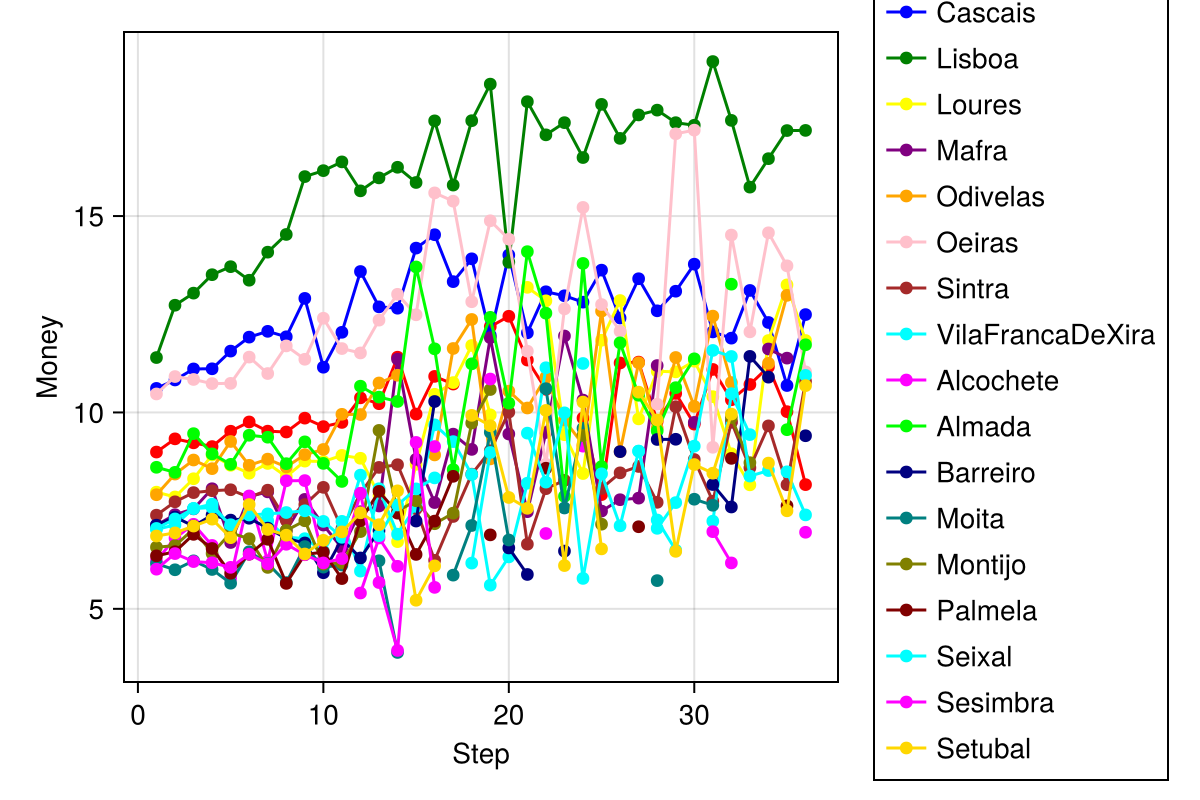 Money
15
10
5
0
10
20
30
Step
Cascais
Lisboa
Loures
Mafra
Odivelas
Oeiras
Sintra
VilaFrancaDeXira
Alcochete
Almada
Barreiro
Moita
Montijo
Palmela
Seixal
Sesimbra
Setubal